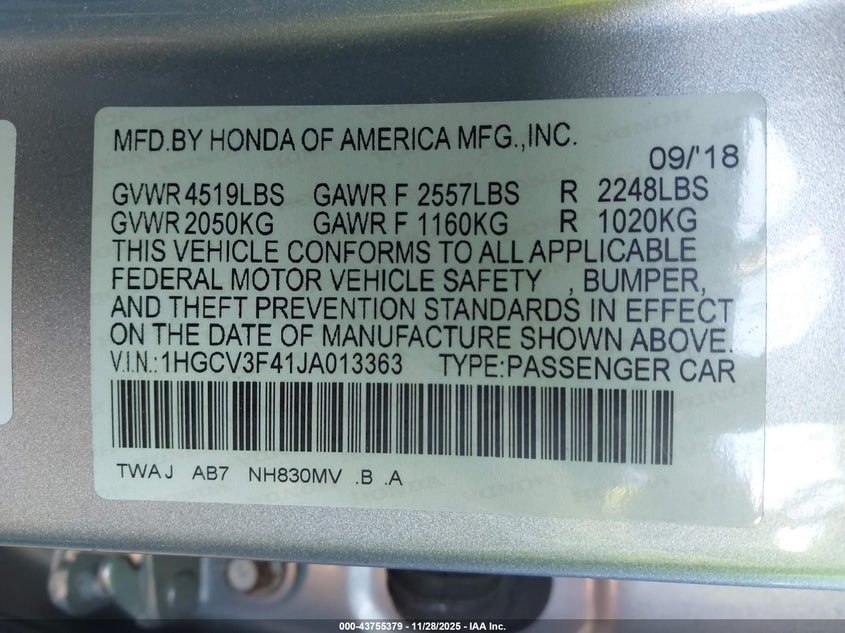 MFD.BY HONDA OF AMERICA MFG.,INC.
09/'18
GVWR 4519LBS GAWR F 2557LBS R 2248LBS
GVWR 2050KG GAWR F 1160KG R 1020KG
THIS VEHICLE CONFORMS TO ALL APPLICABLE
FEDERAL MOTOR VEHICLE SAFETY , BUMPER,
AND THEFT PREVENTION STANDARDS IN EFFECT
ON THE DATE OF MANUFACTURE SHOWN ABOVE.
V.I.N.: 1HGCV3F41JA013363 TYPE:PASSENGER CAR
TWAJ AB7 NH830MV .B .A
000-43755379 - 11/28/2025 - IAA Inc.